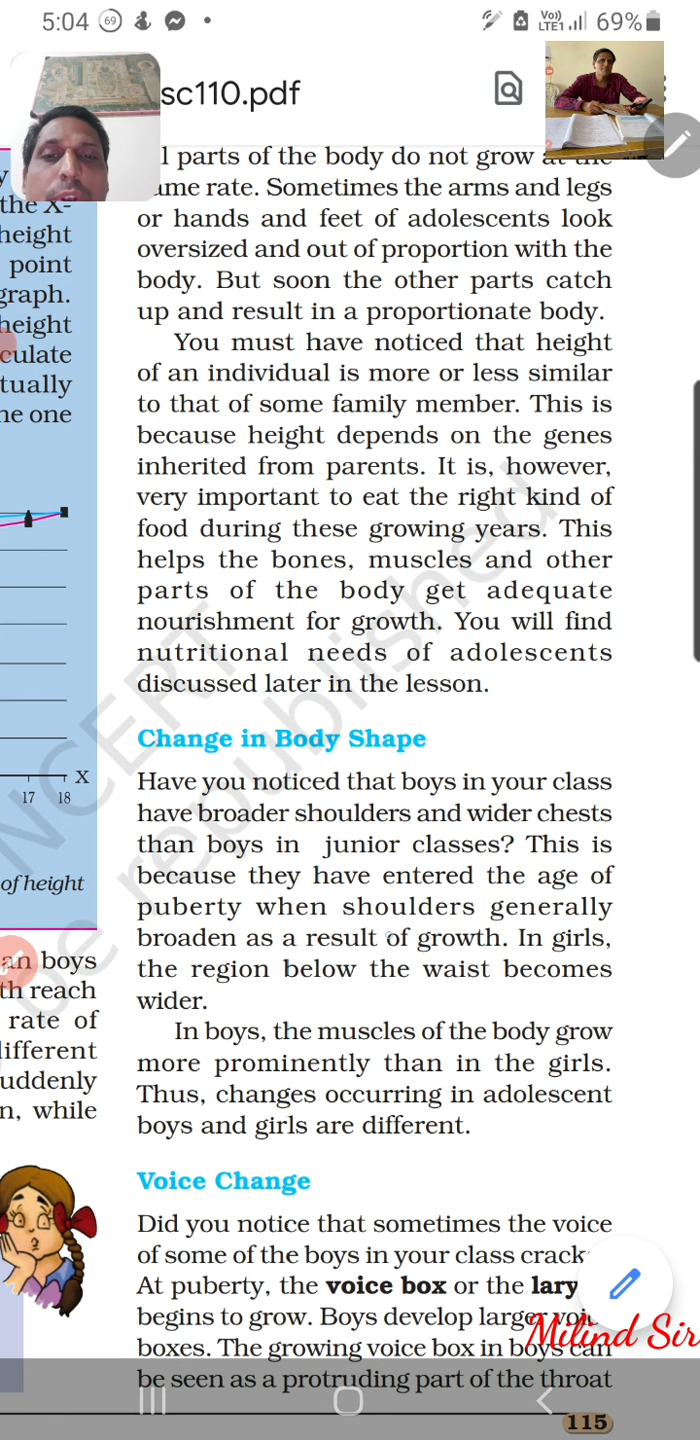 5:04 69 Vo)) LTE1 69%
sc110.pdf
parts of the body do not grow at the
ame rate. Sometimes the arms and legs
or hands and feet of adolescents look
oversized and out of proportion with the
body. But soon the other parts catch
up and result in a proportionate body.
You must have noticed that height
of an individual is more or less similar
to that of some family member. This is
because height depends on the genes
inherited from parents. It is, however,
very important to eat the right kind of
food during these growing years. This
helps the bones, muscles and other
parts of the body get adequate
nourishment for growth. You will find
nutritional needs of adolescents
discussed later in the lesson.
Change in Body Shape
Have you noticed that boys in your class
have broader shoulders and wider chests
than boys in junior classes? This is
because they have entered the age of
puberty when shoulders generally
broaden as a result of growth. In girls,
the region below the waist becomes
wider.
In boys, the muscles of the body grow
more prominently than in the girls.
Thus, changes occurring in adolescent
boys and girls are different.
Voice Change
Did you notice that sometimes the voice
of some of the boys in your class crack
At puberty, the voice box or the lary
begins to grow. Boys develop larger voic
boxes. The growing voice box in boys can
be seen as a protruding part of the throat
115
y
the X-
height
point
graph.
height
culate
tually
ne one
X
17 18
of height
an boys
th reach
rate of
ifferent
uddenly
n, while
NCERT
be republished
Milind Sir